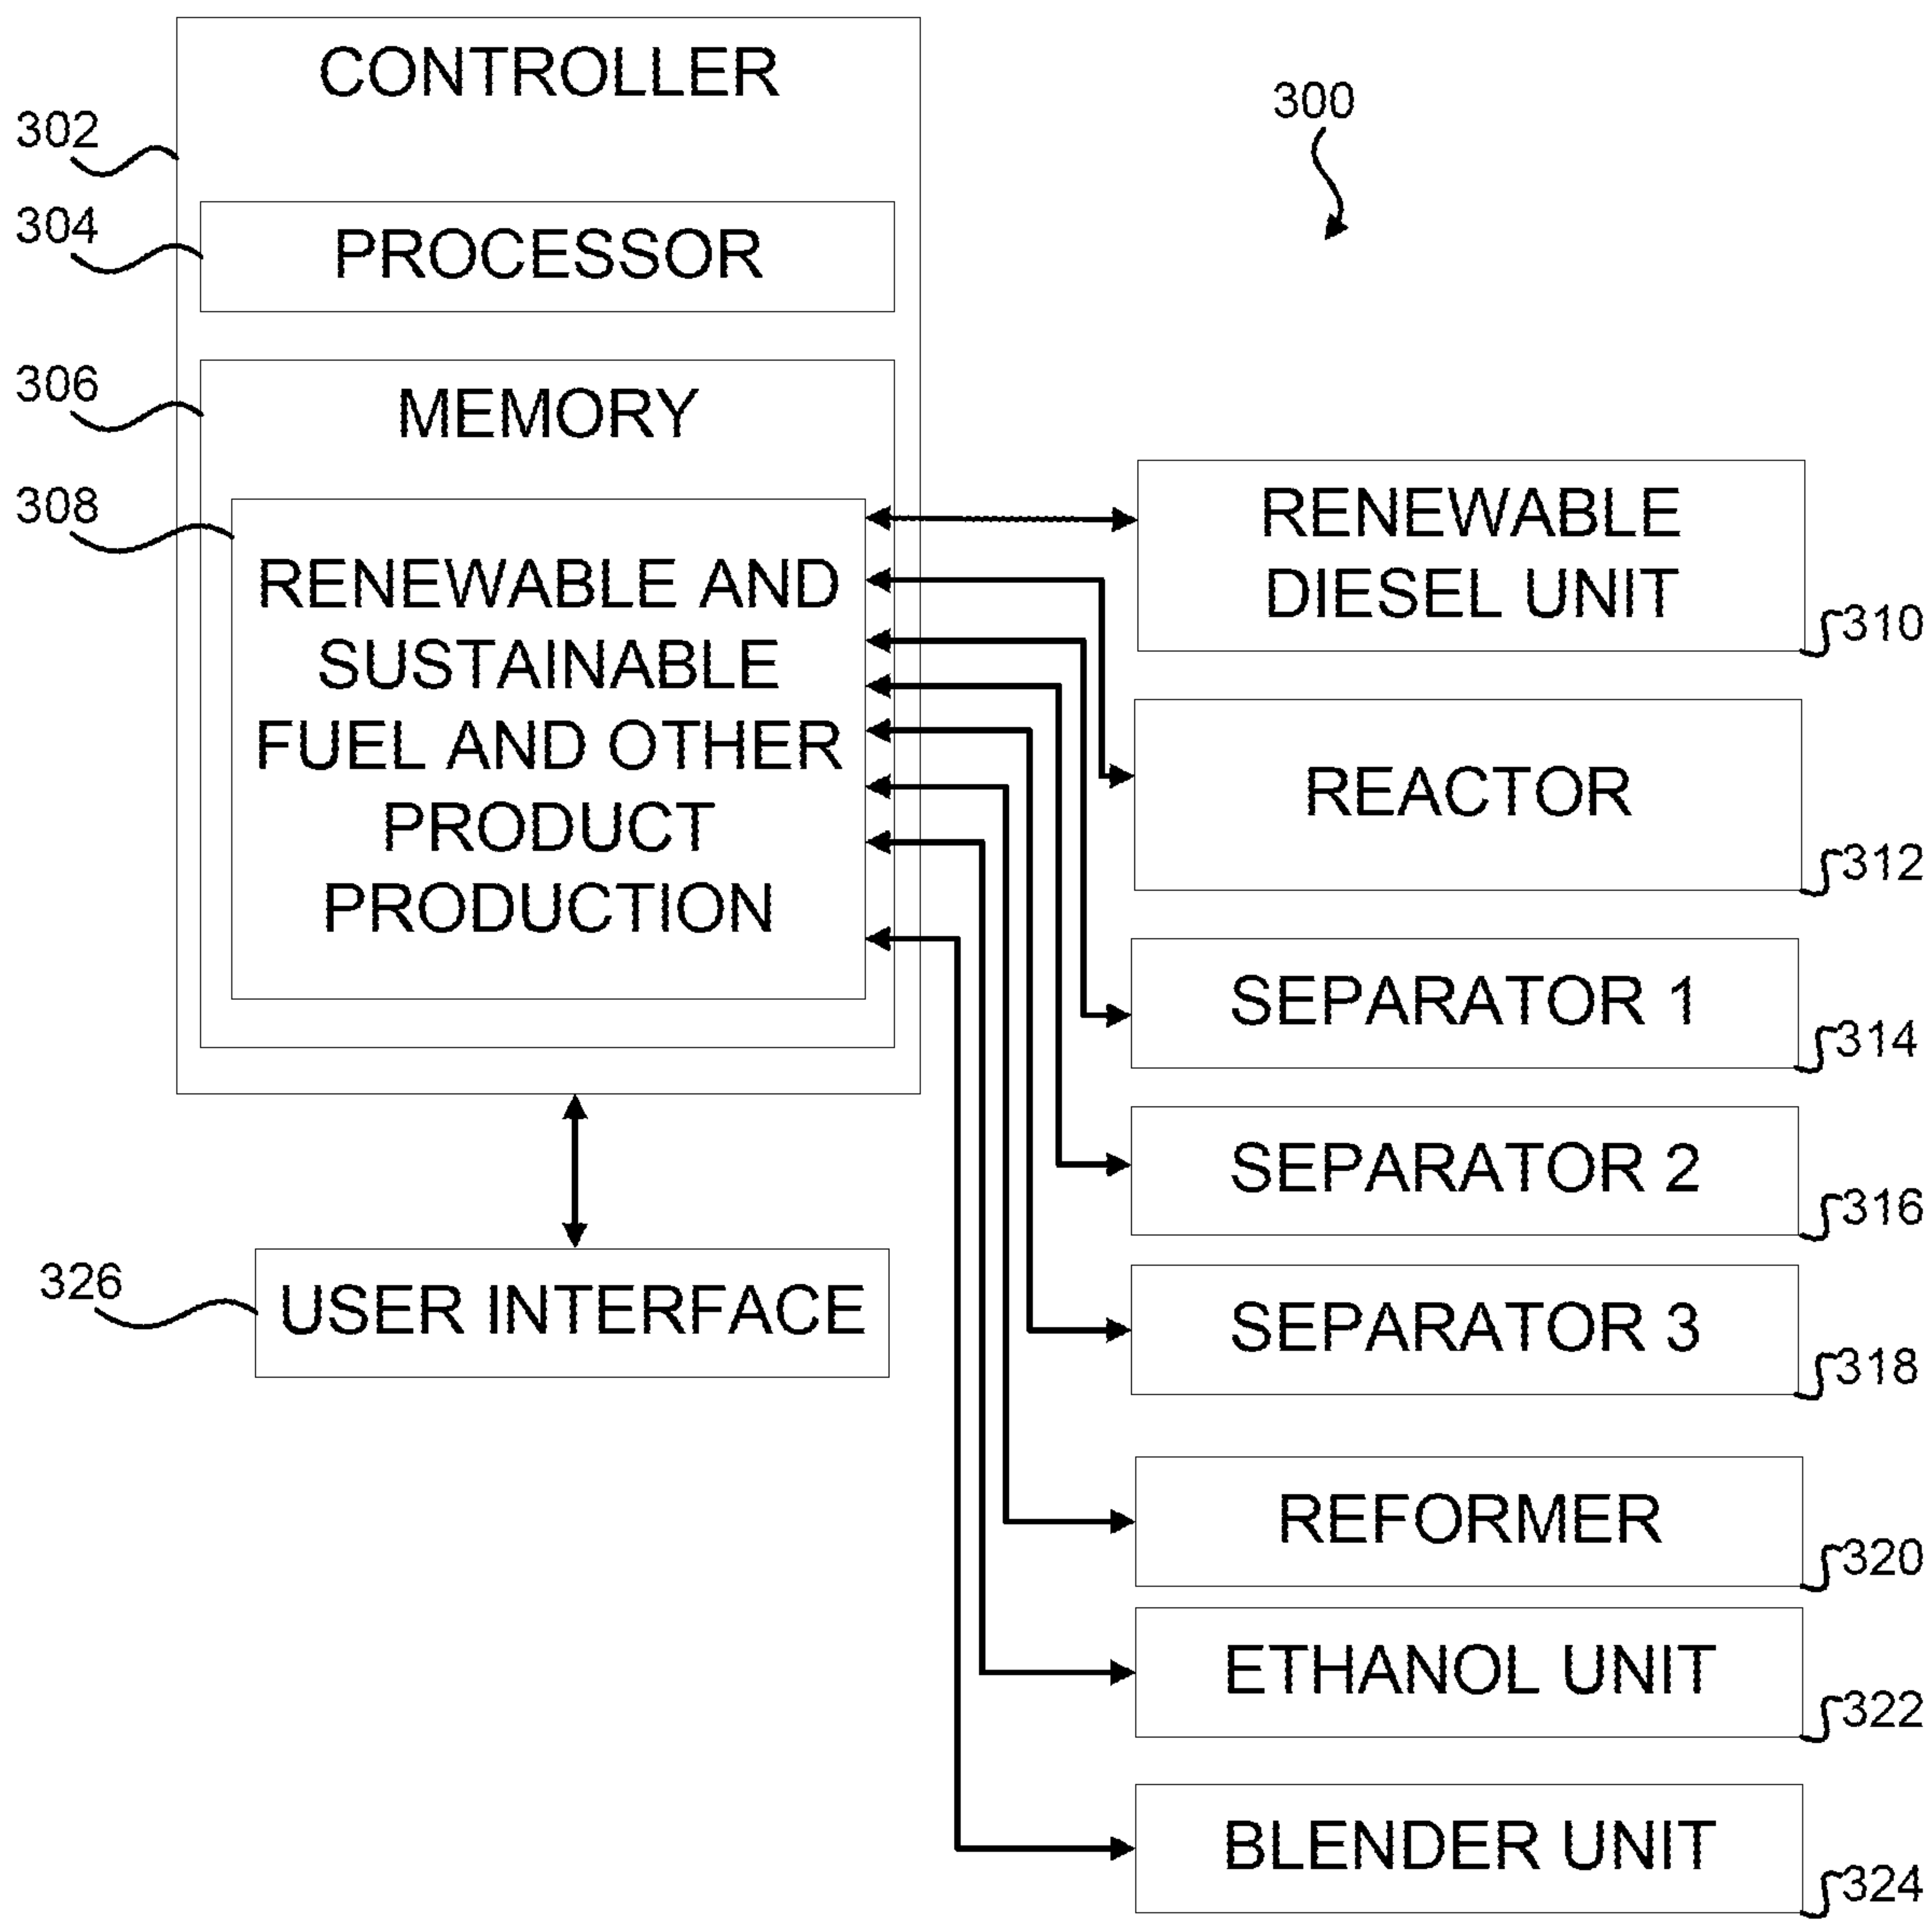 CONTROLLER
302
300
304
PROCESSOR
306
MEMORY
308
RENEWABLE AND
SUSTAINABLE
FUEL AND OTHER
PRODUCT
PRODUCTION
326
USER INTERFACE
RENEWABLE
DIESEL UNIT
310
REACTOR
312
SEPARATOR 1
314
SEPARATOR 2
316
SEPARATOR 3
318
REFORMER
320
ETHANOL UNIT
322
BLENDER UNIT
324